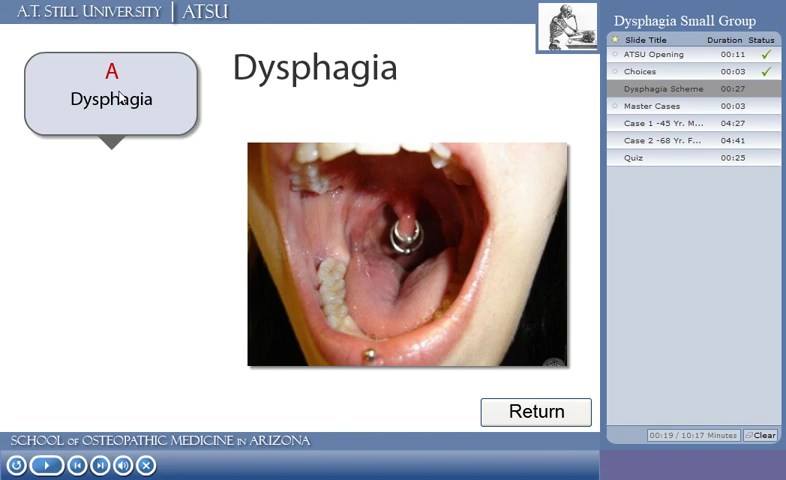 A.T. STILL UNIVERSITY | ATSU
A
Dysphagia
Dysphagia
Return
SCHOOL OF OSTEOPATHIC MEDICINE IN ARIZONA
Dysphagia Small Group
Slide Title Duration Status
ATSU Opening 00:11
Choices 00:03
Dysphagia Scheme 00:27
Master Cases 00:03
Case 1 -45 Yr. M... 04:27
Case 2 -68 Yr. F... 04:41
Quiz 00:25
00:19 / 10:17 Minutes Clear